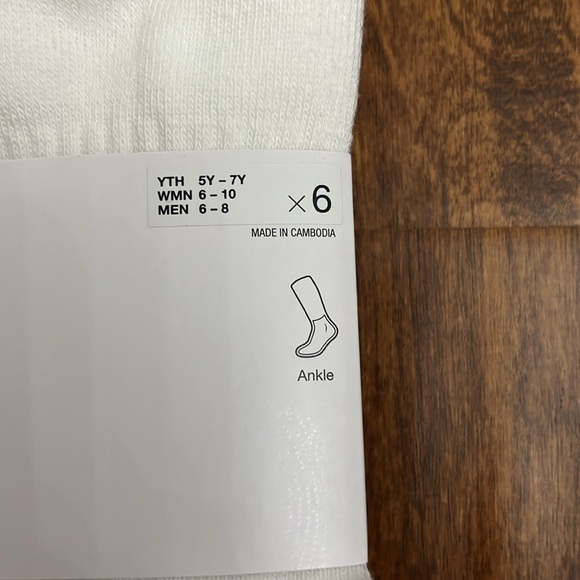 YTH 5Y – 7Y
WMN 6 – 10
MEN 6 – 8
×6
MADE IN CAMBODIA
Ankle